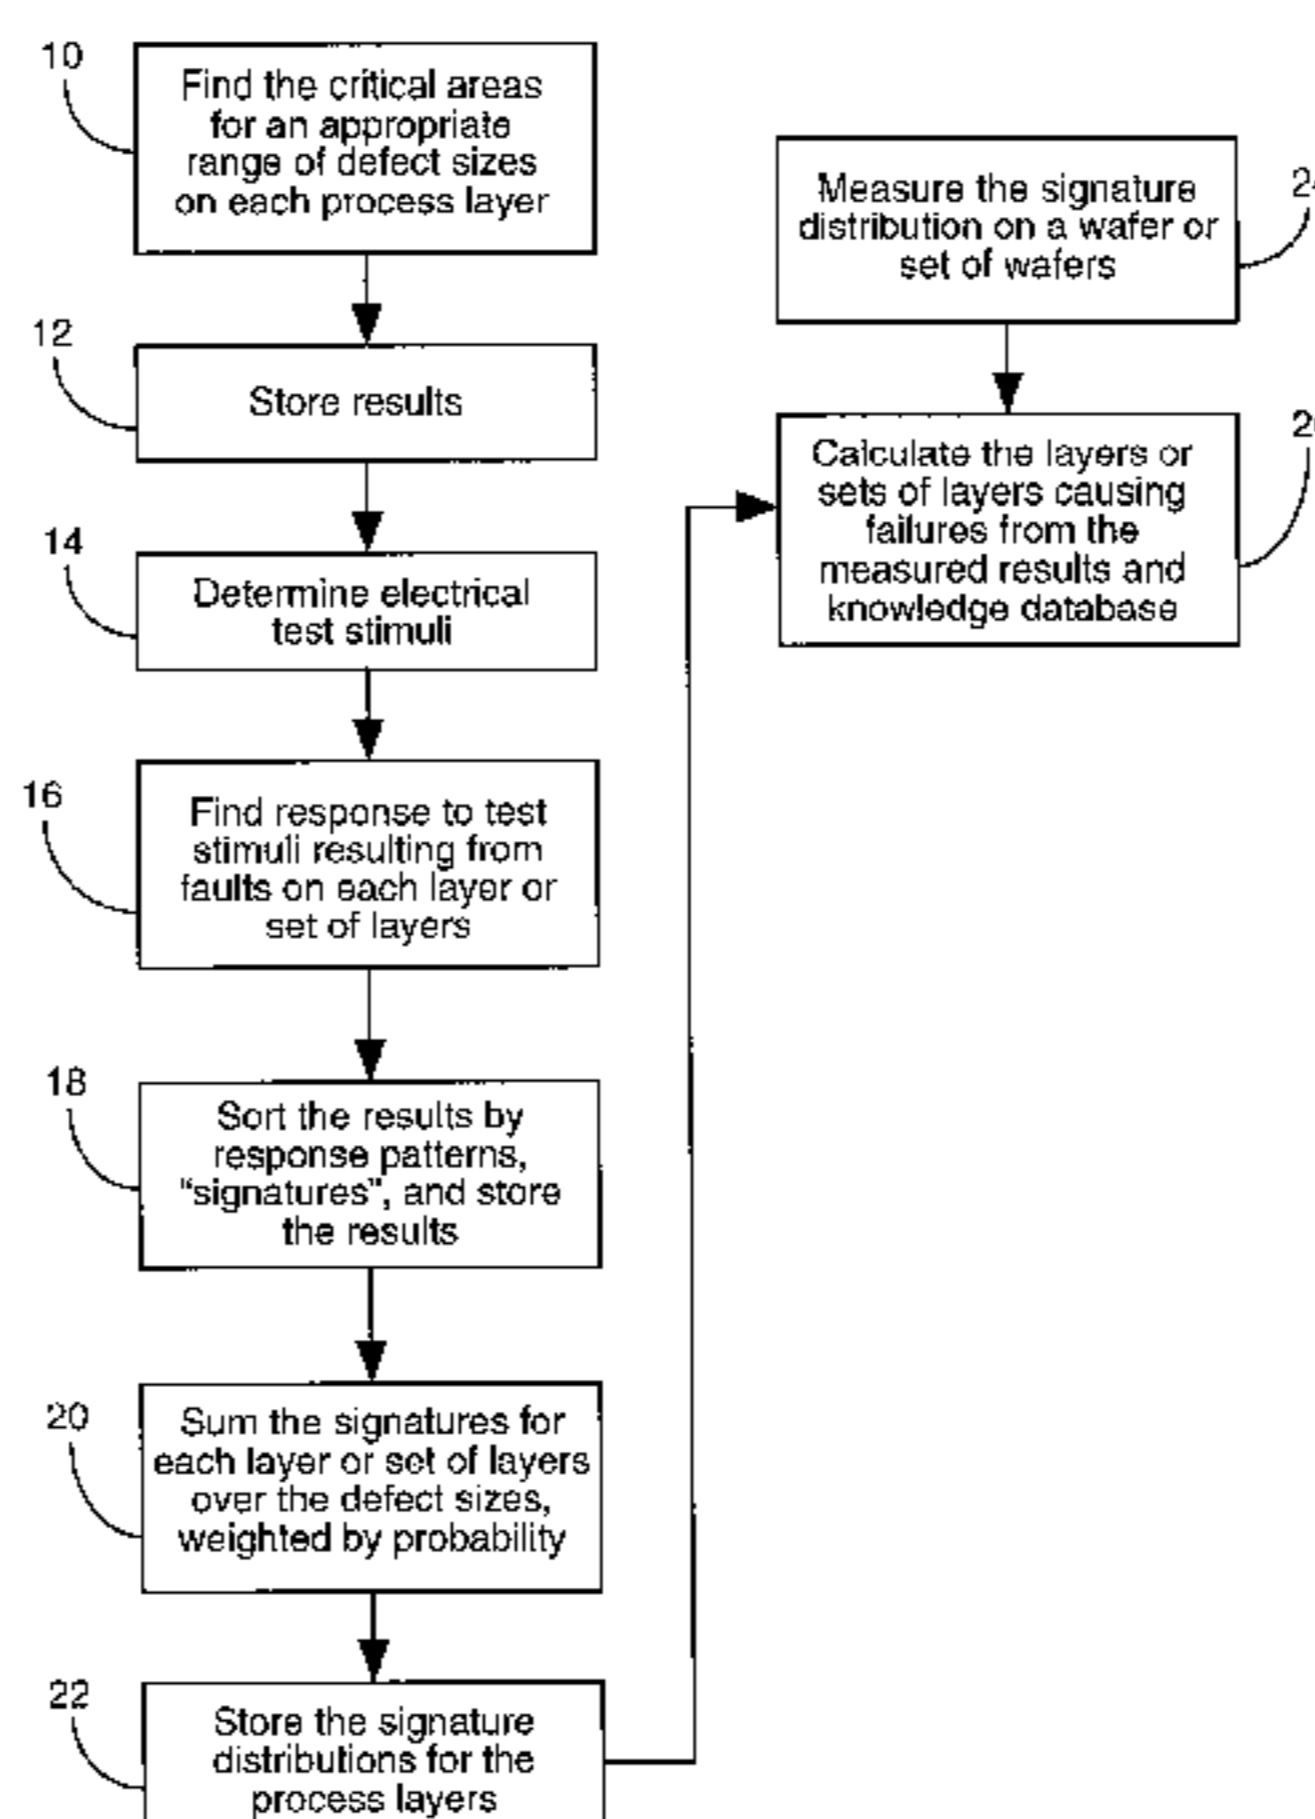 10
Find the critical areas
for an appropriate
range of defect sizes
on each process layer
12
Store results
14
Determine electrical
test stimuli
16
Find response to test
stimuli resulting from
faults on each layer or
set of layers
18
Sort the results by
response patterns,
“signatures”, and store
the results
20
Sum the signatures for
each layer or set of layers
over the defect sizes,
weighted by probability
22
Store the signature
distributions for the
process layers
Measure the signature
distribution on a wafer or
set of wafers
Calculate the layers or
sets of layers causing
failures from the
measured results and
knowledge database